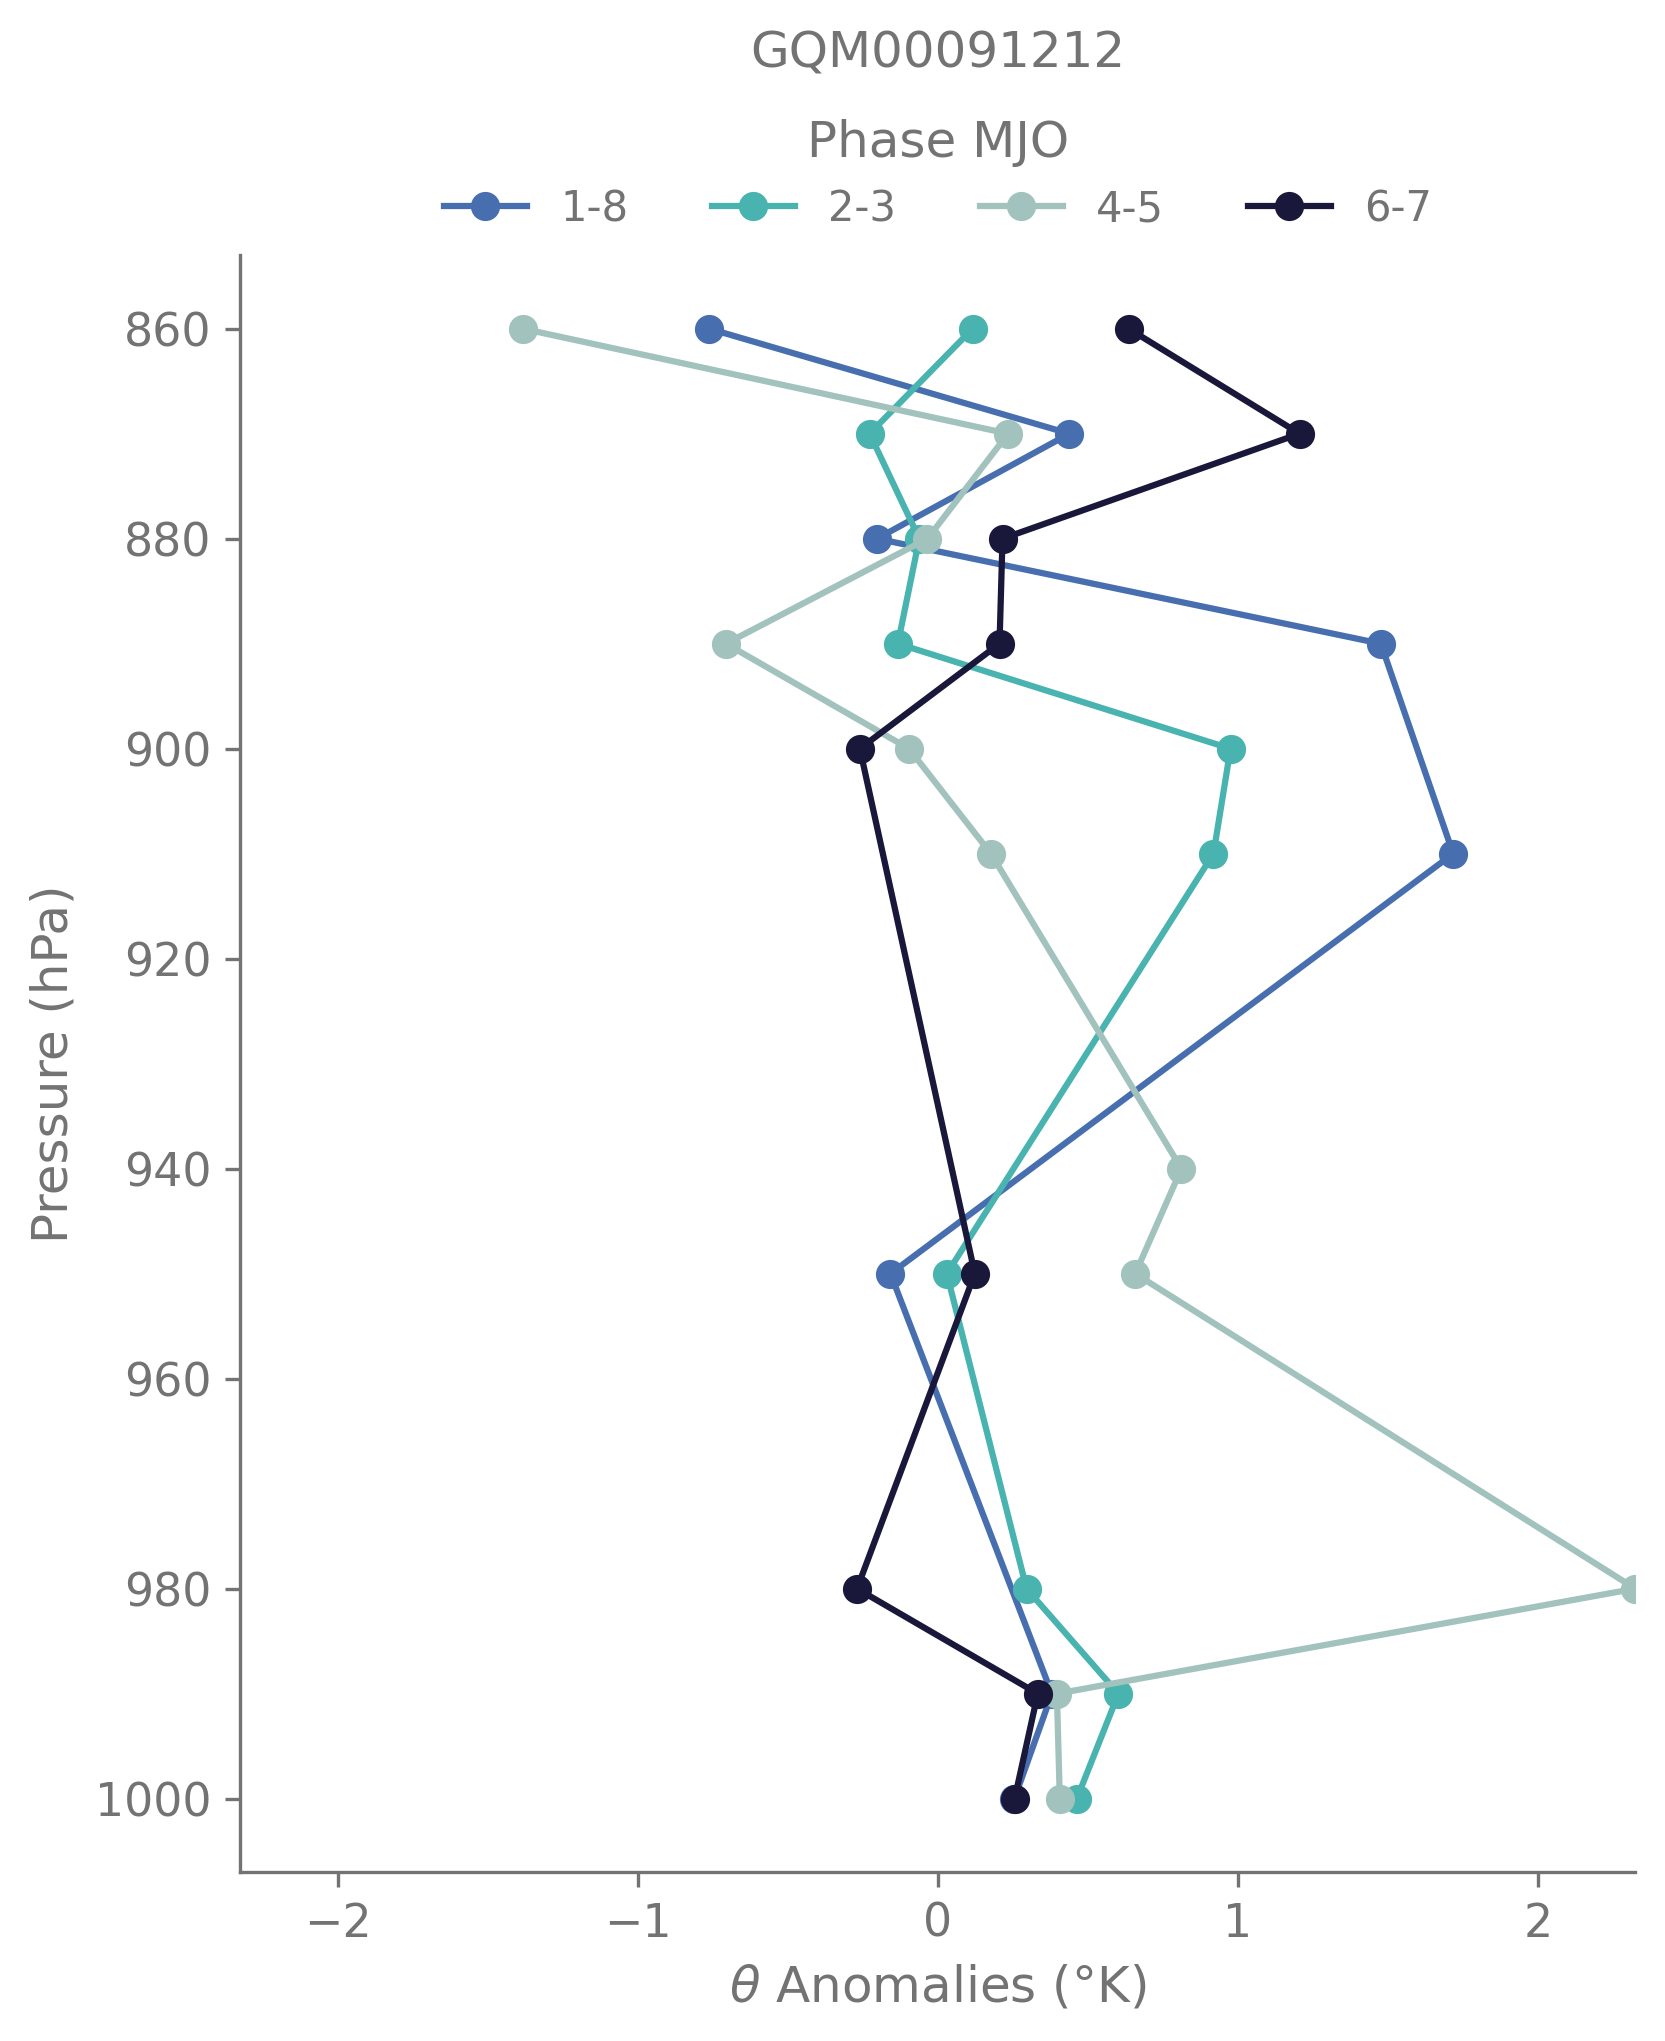 GQM00091212
Phase MJO
1-8 2-3 4-5 6-7
860
880
900
920
940
960
980
1000
Pressure (hPa)
−2 −1 0 1 2
θ Anomalies (°K)